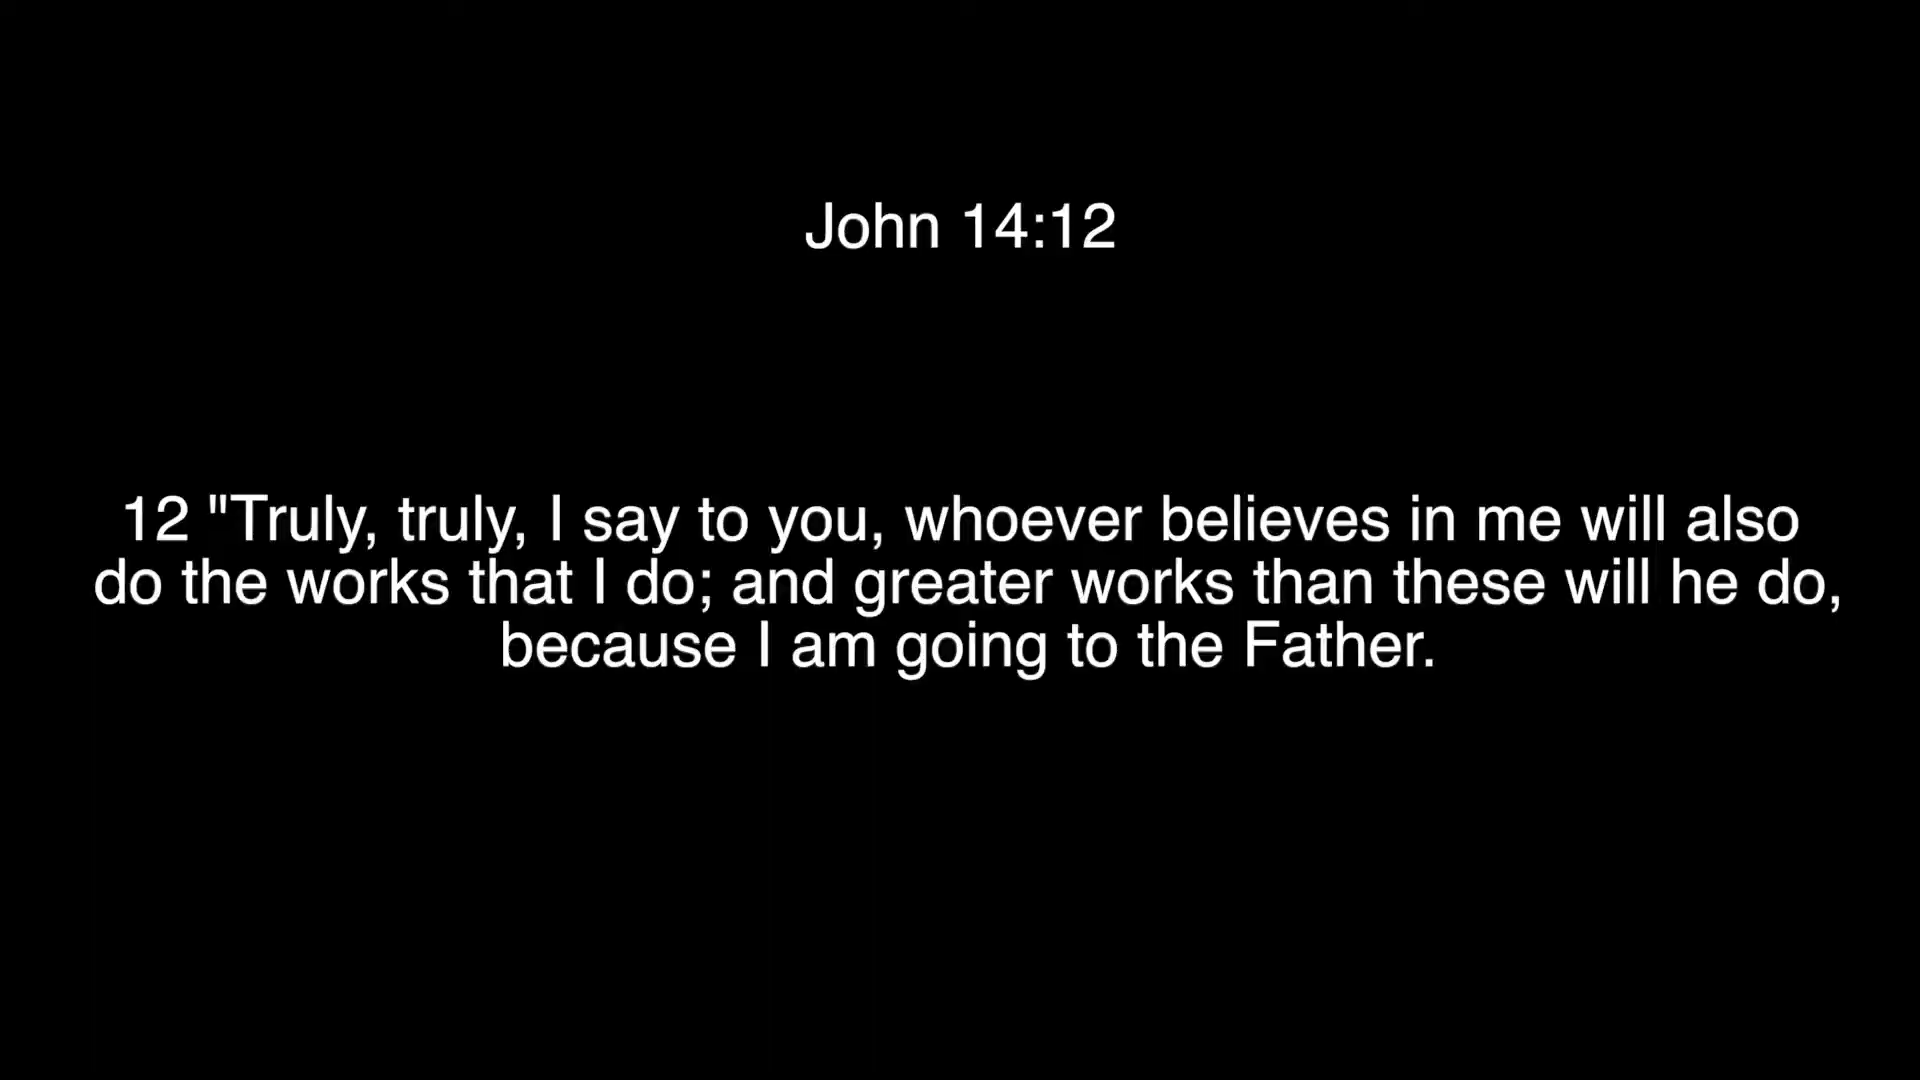 John 14:12
12 "Truly, truly, I say to you, whoever believes in me will also
do the works that I do; and greater works than these will he do,
because I am going to the Father.